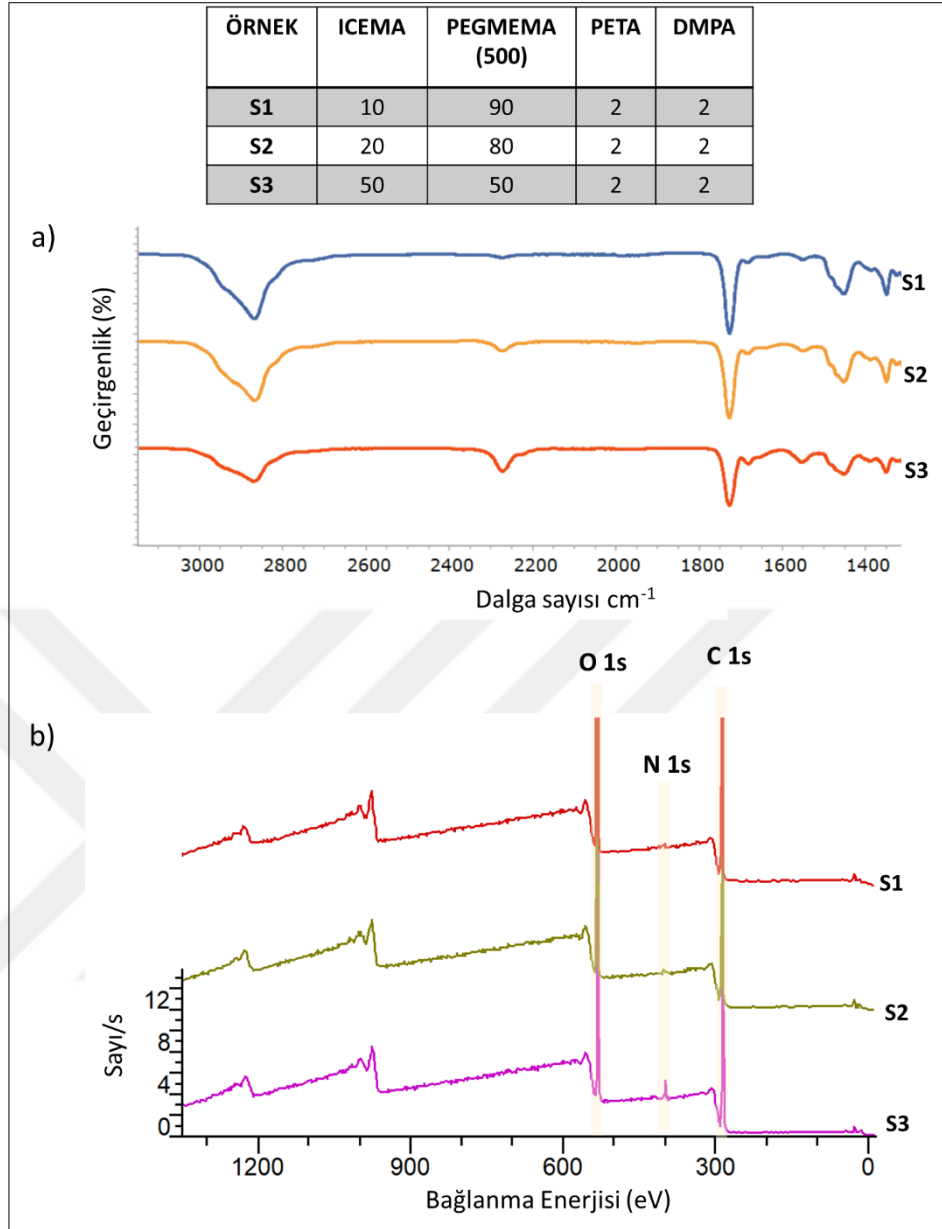 ÖRNEK ICEMA PEGMEMA (500) PETA DMPA
S1 10 90 2 2
S2 20 80 2 2
S3 50 50 2 2
a)
Geçirgenlik (%)
S1
S2
S3
3000 2800 2600 2400 2200 2000 1800 1600 1400
Dalga sayısı cm-1
b)
O 1s
C 1s
N 1s
S1
S2
S3
Sayı/s
12
8
4
0
1200 900 600 300 0
Bağlanma Enerjisi (eV)